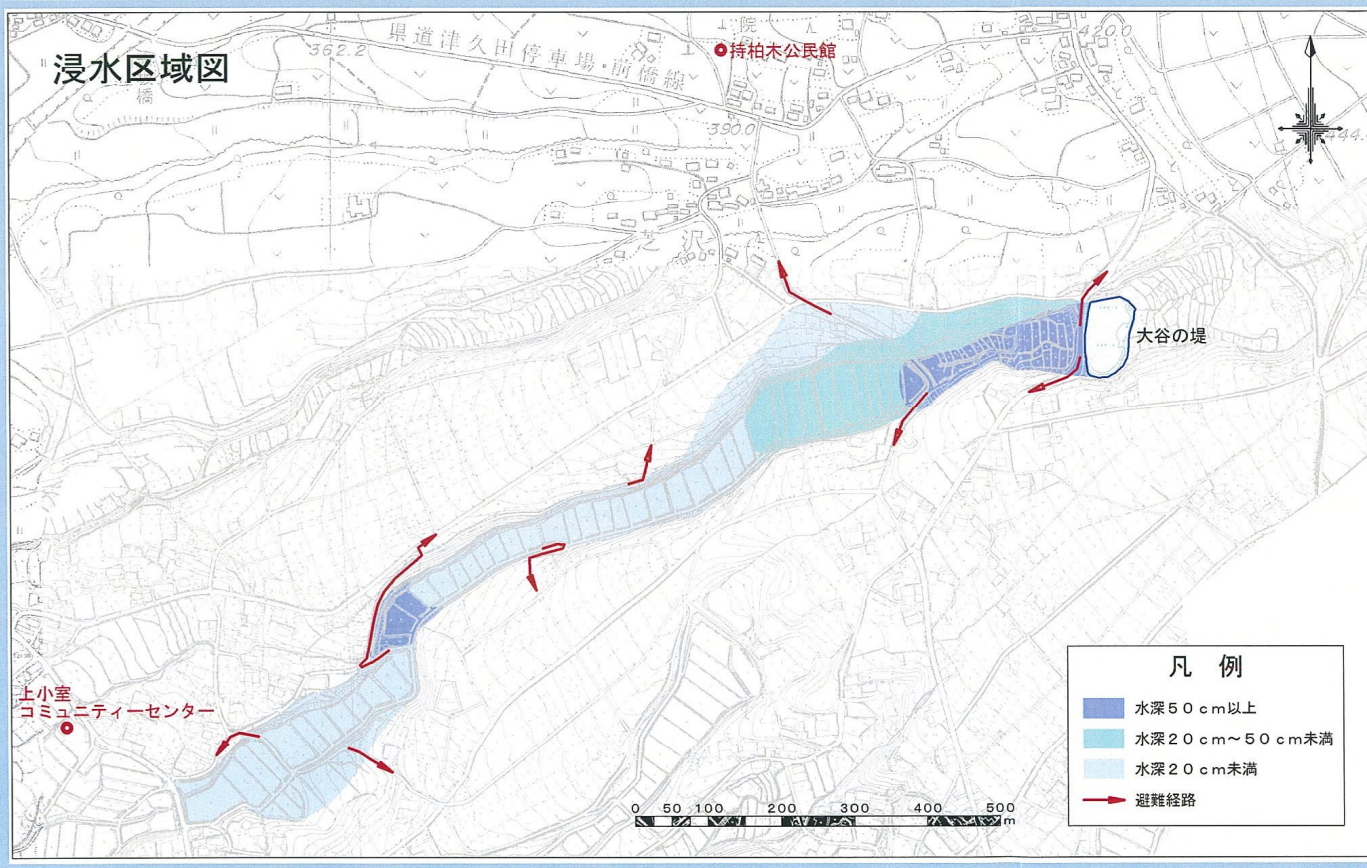 浸水区域図
362.2
県道津久田停車場・前橋線
院
持柏木公民館
420.0
橋
390.0
444.
芝沢
大谷の堤
上小室
コミュニティーセンター
凡 例
水深50cm以上
水深20cm~50cm未満
水深20cm未満
避難経路
0 50 100 200 300 400 500
m